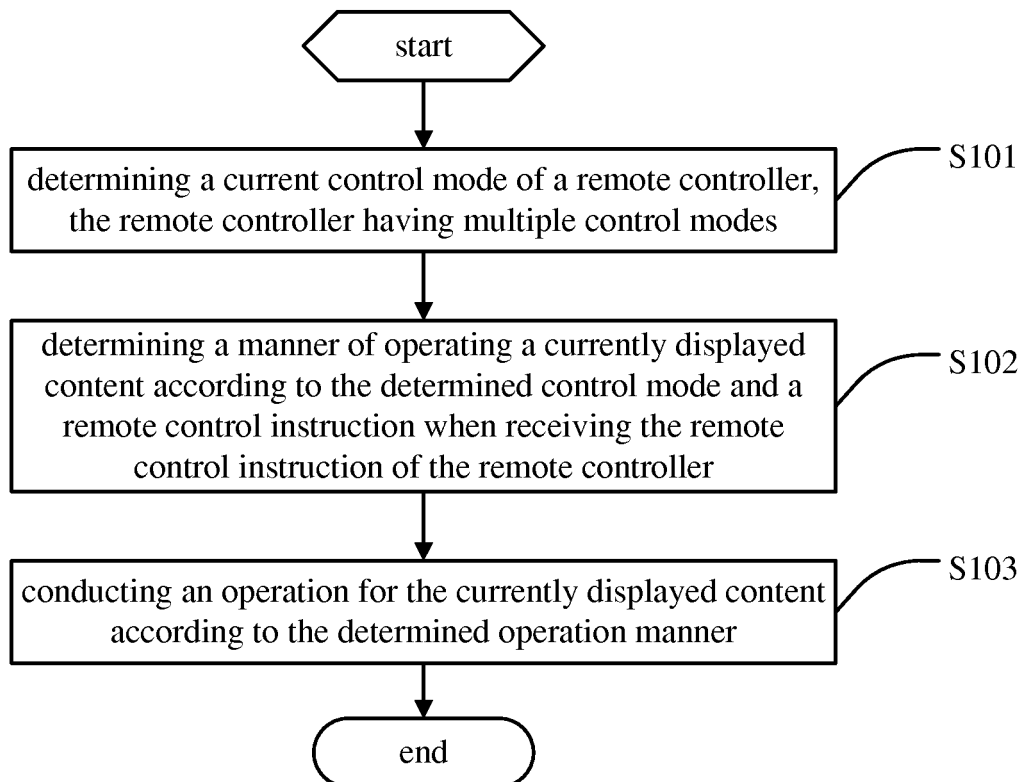 start
determining a current control mode of a remote controller,
the remote controller having multiple control modes
S101
determining a manner of operating a currently displayed
content according to the determined control mode and a
remote control instruction when receiving the remote
control instruction of the remote controller
S102
conducting an operation for the currently displayed content
according to the determined operation manner
S103
end